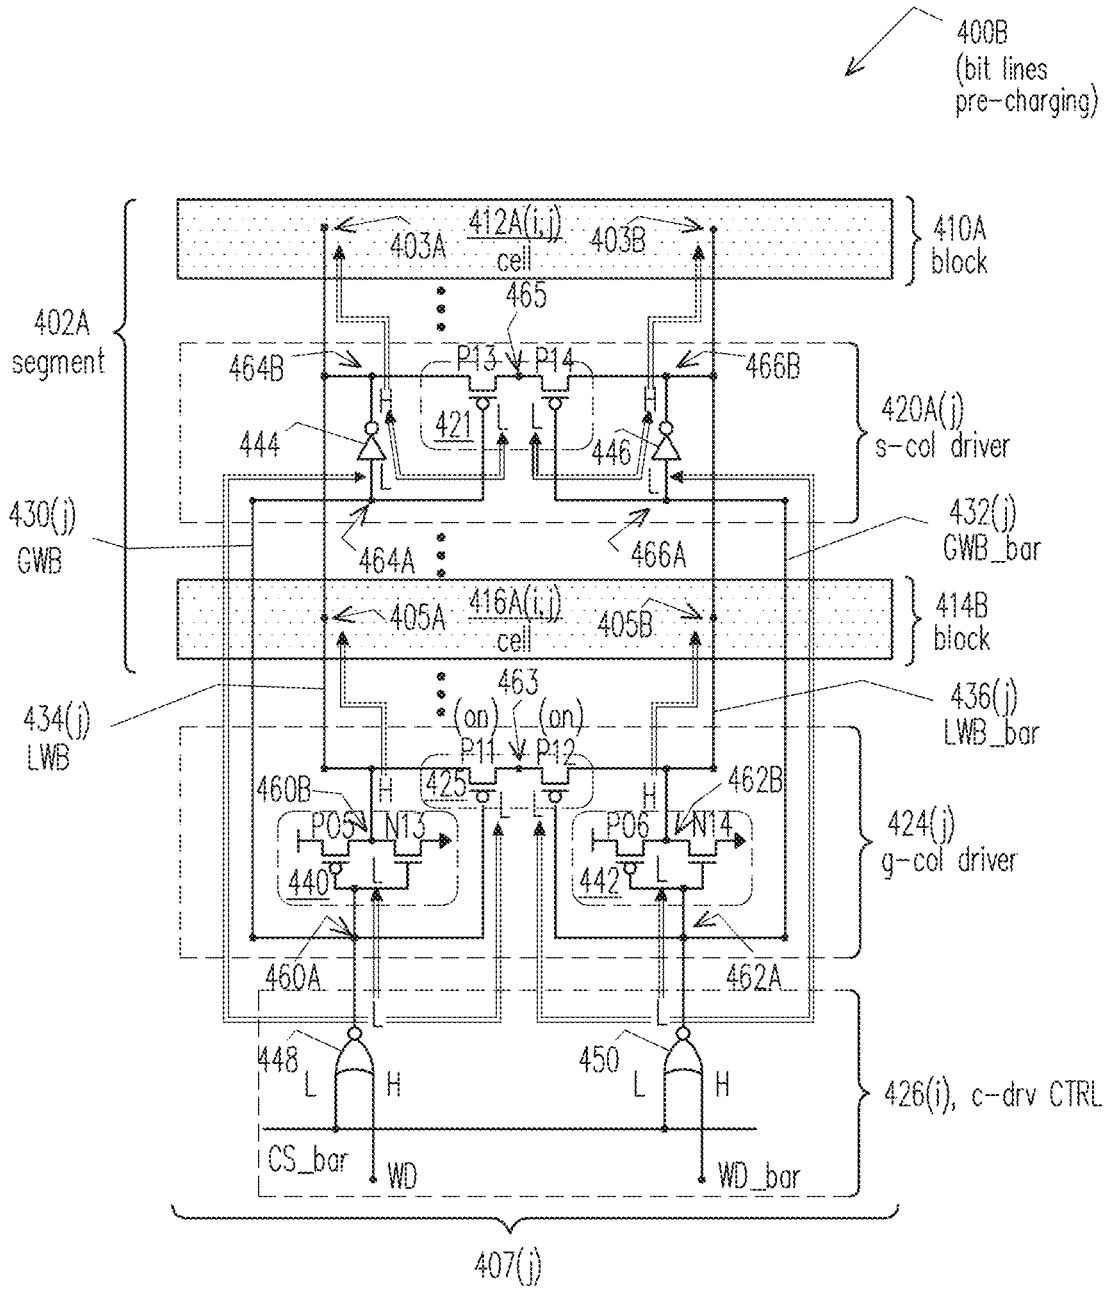 400B
(bit lines
pre-charging)
412A(i,j)
cell
403A
403B
410A
block
402A
segment
465
464B
P13
P14
466B
H
H
L
L
421
444
446
420A(j)
s-col driver
L
L
430(j)
GWB
464A
466A
432(j)
GWB_bar
405A
416A(i,j)
cell
405B
414B
block
434(j)
LWB
463
(on)
(on)
P11
P12
436(j)
LWB_bar
425
460B
H
H
462B
L
L
P05
N13
P06
N14
L
L
440
442
424(j)
g-col driver
460A
462A
L
L
448
450
L
H
L
H
426(i), c-drv CTRL
CS_bar
WD
WD_bar
407(j)